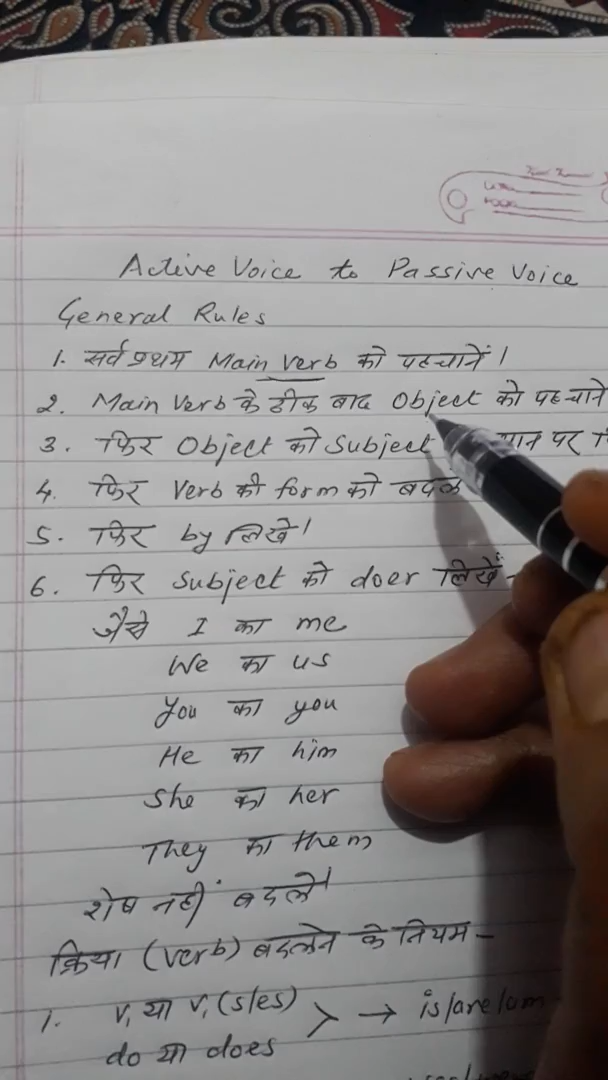 Active Voice to Passive Voice
General Rules
1. सर्व प्रथम Main Verb को पहचानें।
2. Main Verb के ठीक बाद Object को पहचाने
3. फिर Object को Subject पर
4. फिर Verb की form को बदले
5. फिर by लिखें।
6. फिर Subject को doer लिखें -
जैसे I का me
We का us
You का you
He का him
She का her
They का them
शेष नहीं बदलें।
क्रिया (verb) बदलने के नियम -
1. V₁ या V₁ (s/es) > → is/are/am
do या does